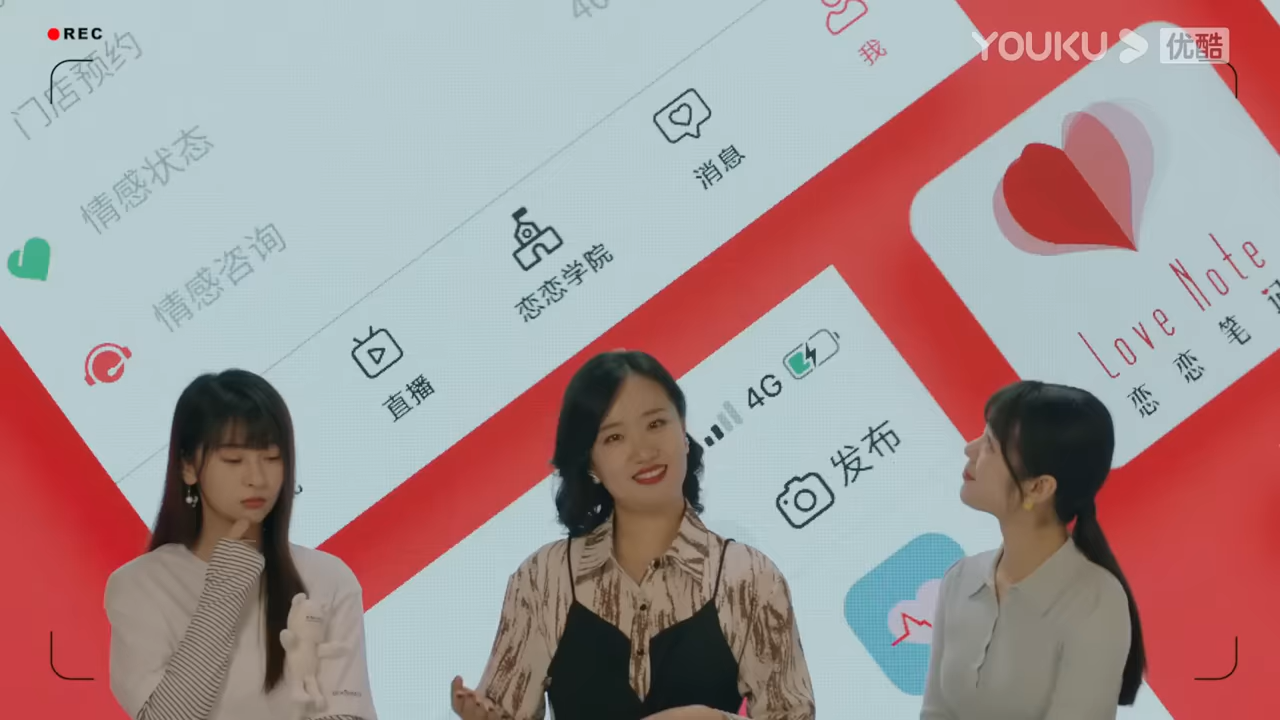 REC
YOUKU 优酷
门店预约
情感状态
情感咨询
我
消息
恋恋学院
直播
Love Note
恋恋笔记
4G
发布